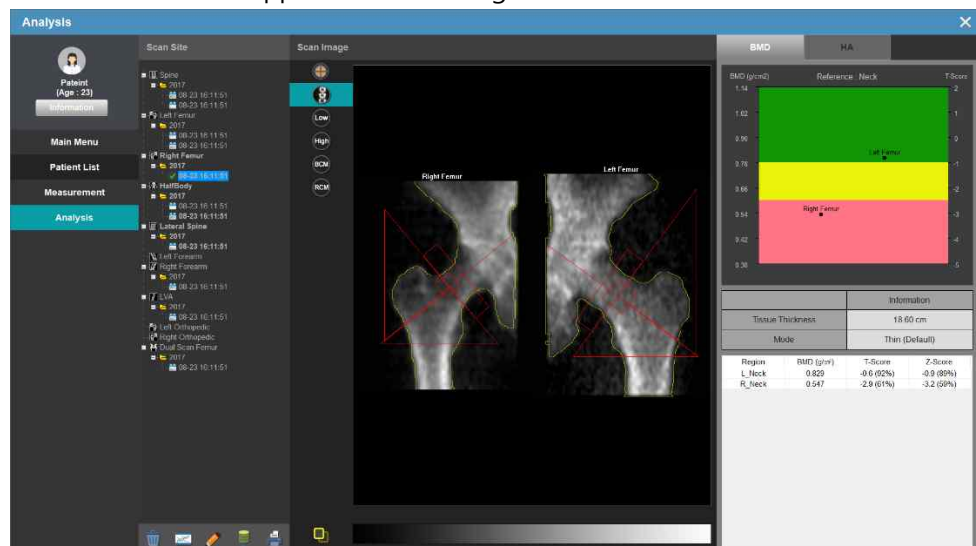 Analysis
Pateint
(Age : 23)
Information
Main Menu
Patient List
Measurement
Analysis
Scan Site
Spine
2017
08-23 16:11:51
08-23 16:11:51
Left Femur
2017
08-23 16:11:51
08-23 16:11:51
Right Femur
2017
08-23 16:11:51
HalfBody
2017
08-23 16:11:51
08-23 16:11:51
Lateral Spine
2017
08-23 16:11:51
Left Forearm
Right Forearm
2017
08-23 16:11:51
LVA
2017
08-23 16:11:51
Left Orthopedic
Right Orthopedic
Dual Scan Femur
2017
08-23 16:11:51
Scan Image
Low
High
BCM
RCM
Right Femur
Left Femur
BMD HA
BMD (g/cm2) Reference : Neck T-Score
1.14 2
1.02 1
0.90 0
0.78 -1
0.66 -2
0.54 -3
0.42 -4
0.30 -5
Left Femur
Right Femur
Information
Tissue Thickness 18.60 cm
Mode Thin (Default)
Region BMD (g/㎠) T-Score Z-Score
L_Neck 0.829 -0.6 (92%) -0.9 (89%)
R_Neck 0.547 -2.9 (61%) -3.2 (59%)